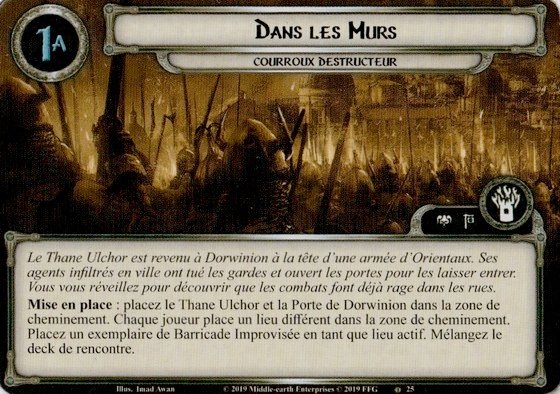 1A
DANS LES MURS
COURROUX DESTRUCTEUR
Le Thane Ulchor est revenu à Dorwinion à la tête d'une armée d'Orientaux. Ses
agents infiltrés en ville ont tué les gardes et ouvert les portes pour les laisser entrer.
Vous vous réveillez pour découvrir que les combats font déjà rage dans les rues.
Mise en place : placez le Thane Ulchor et la Porte de Dorwinion dans la zone de
cheminement. Chaque joueur place un lieu différent dans la zone de cheminement.
Placez un exemplaire de Barricade Improvisée en tant que lieu actif. Mélangez le
deck de rencontre.
Illus. Imad Awan © 2019 Middle-earth Enterprises © 2019 FFG 25